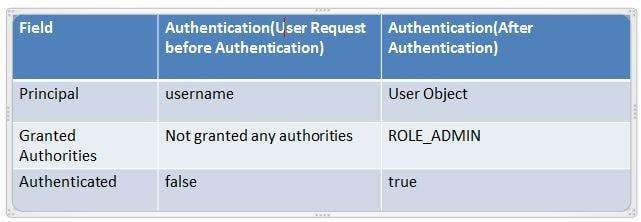 Field
Authentication(User Request
before Authentication)
Authentication(After
Authentication)
Principal
username
User Object
Granted
Authorities
Not granted any authorities
ROLE_ADMIN
Authenticated
false
true